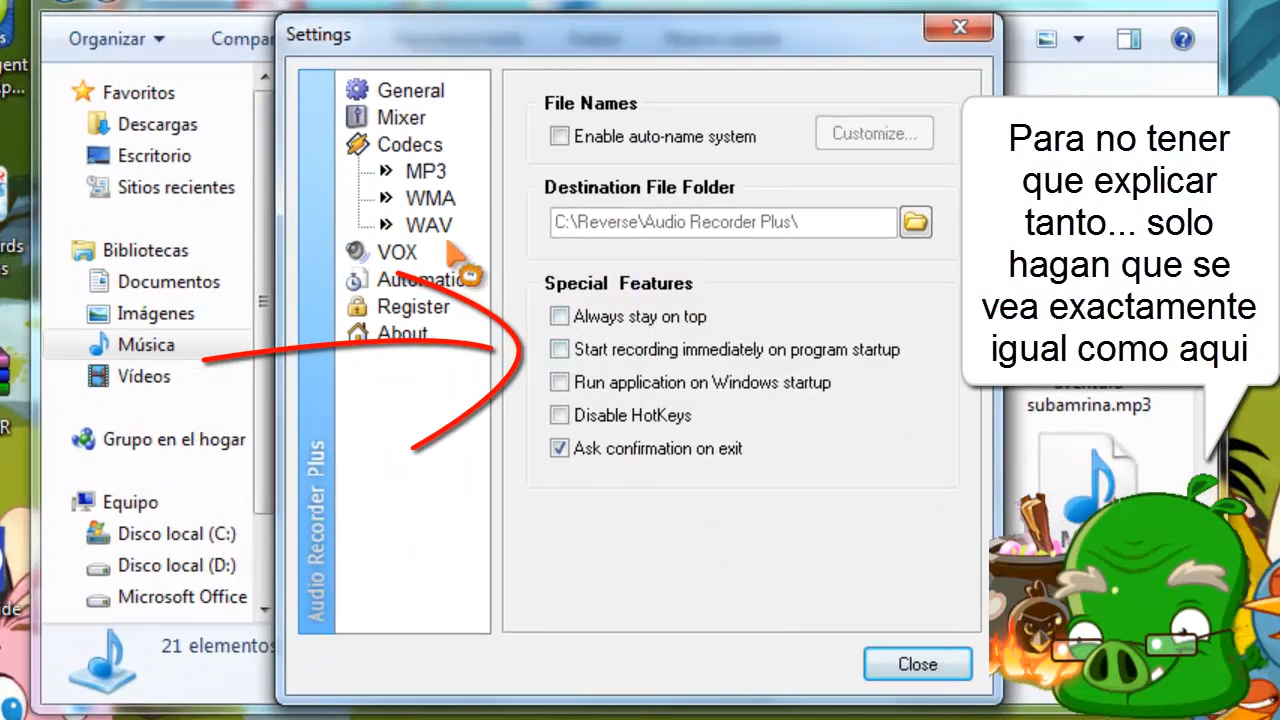 Organizar
Compar
Favoritos
Descargas
Escritorio
Sitios recientes
Bibliotecas
Documentos
Imágenes
Música
Vídeos
Grupo en el hogar
Equipo
Disco local (C:)
Disco local (D:)
Microsoft Office
21 elementos
Settings
General
Mixer
Codecs
MP3
WMA
WAV
VOX
Automatic
Register
About
Audio Recorder Plus
File Names
Enable auto-name system
Customize...
Destination File Folder
C:\Reverse\Audio Recorder Plus\
Special Features
Always stay on top
Start recording immediately on program startup
Run application on Windows startup
Disable HotKeys
Ask confirmation on exit
Close
Para no tener
que explicar
tanto... solo
hagan que se
vea exactamente
igual como aqui
subamrina.mp3